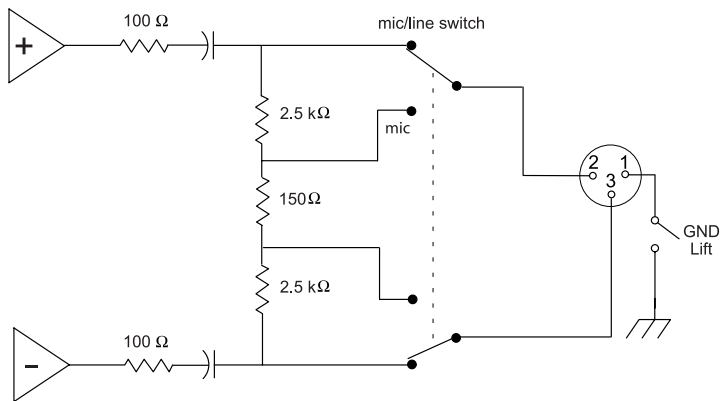 100 Ω
mic/line switch
+
2.5 kΩ
mic
150Ω
2 1
3
GND
Lift
2.5 kΩ
100 Ω
-